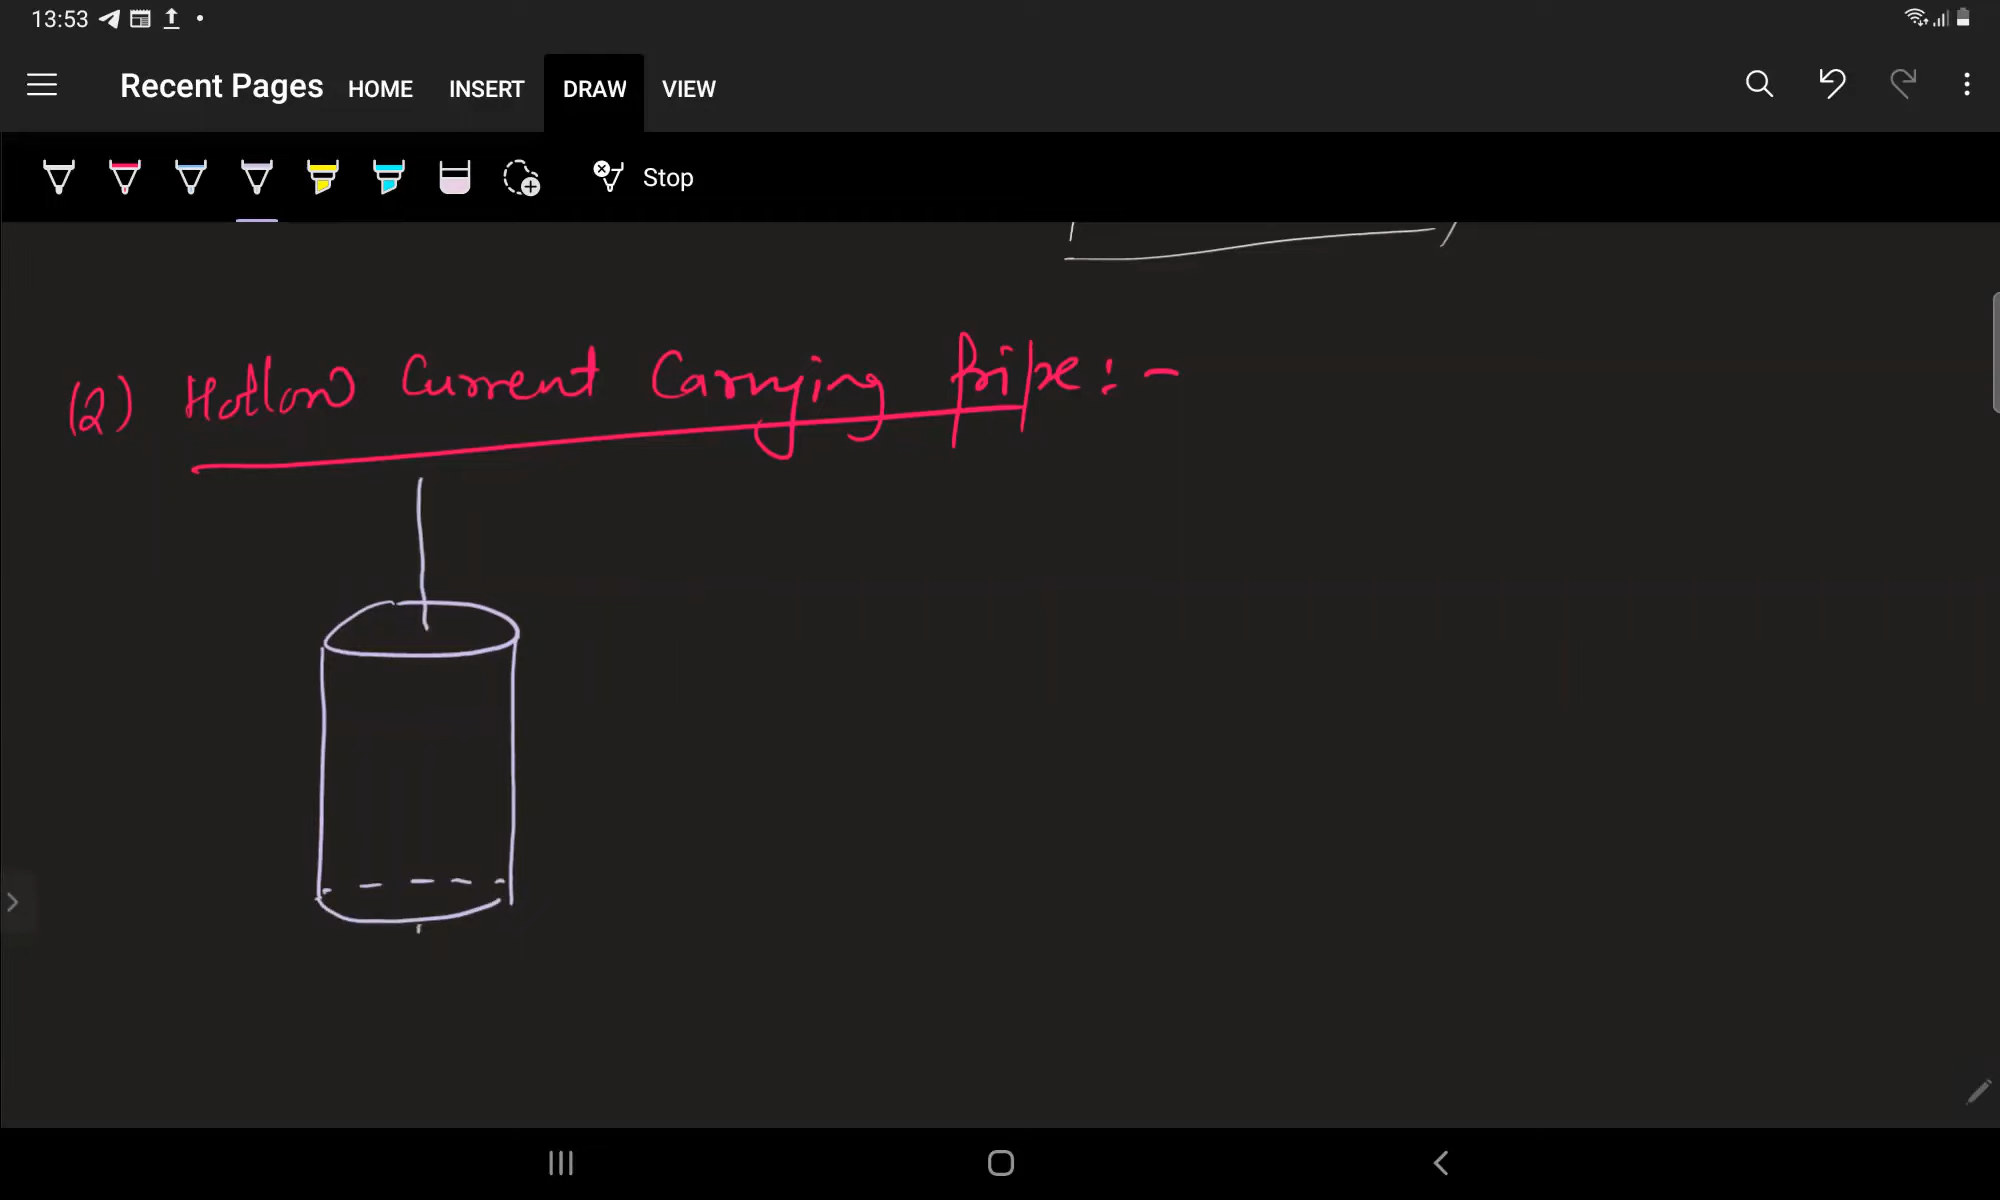 13:53
Recent Pages HOME INSERT DRAW VIEW
Stop
(2) Hollow Current Carrying pipe:-